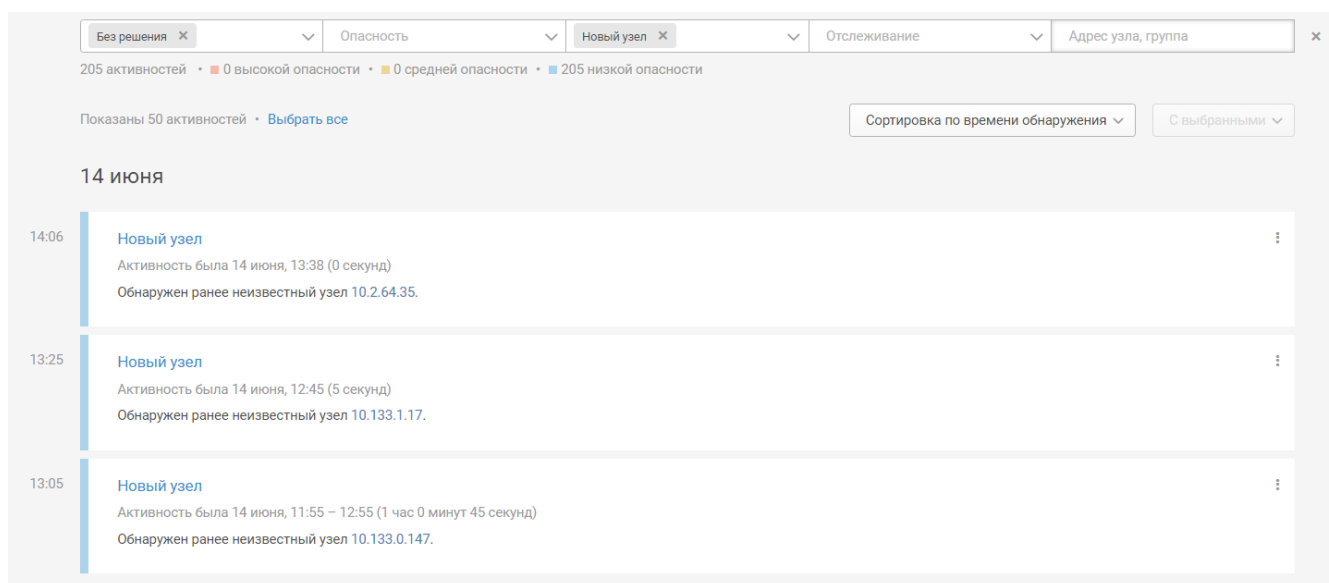 Без решения × Опасность Новый узел × Отслеживание Адрес узла, группа ×
205 активностей • 0 высокой опасности • 0 средней опасности • 205 низкой опасности
Показаны 50 активностей • Выбрать все Сортировка по времени обнаружения С выбранными
14 июня
14:06 Новый узел
Активность была 14 июня, 13:38 (0 секунд)
Обнаружен ранее неизвестный узел 10.2.64.35.
13:25 Новый узел
Активность была 14 июня, 12:45 (5 секунд)
Обнаружен ранее неизвестный узел 10.133.1.17.
13:05 Новый узел
Активность была 14 июня, 11:55 – 12:55 (1 час 0 минут 45 секунд)
Обнаружен ранее неизвестный узел 10.133.0.147.